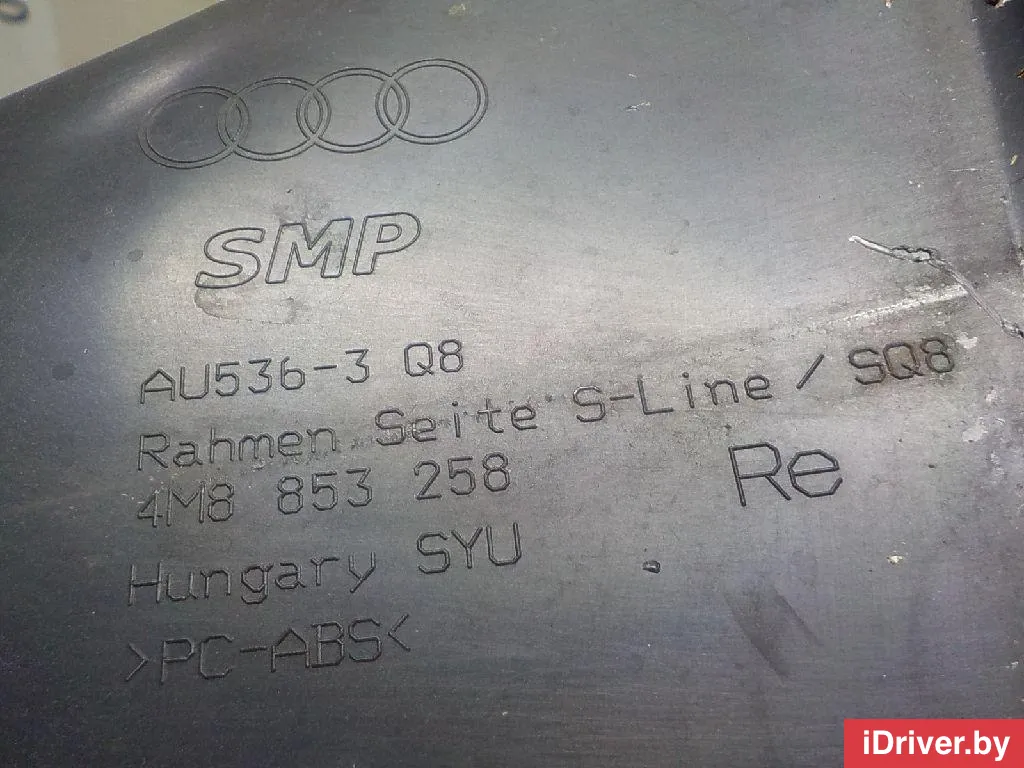 SMP
AU536-3 Q8
Rahmen Seite S-Line / SQ8
4M8 853 258 Re
Hungary SYU
>PC-ABS<
iDriver.by